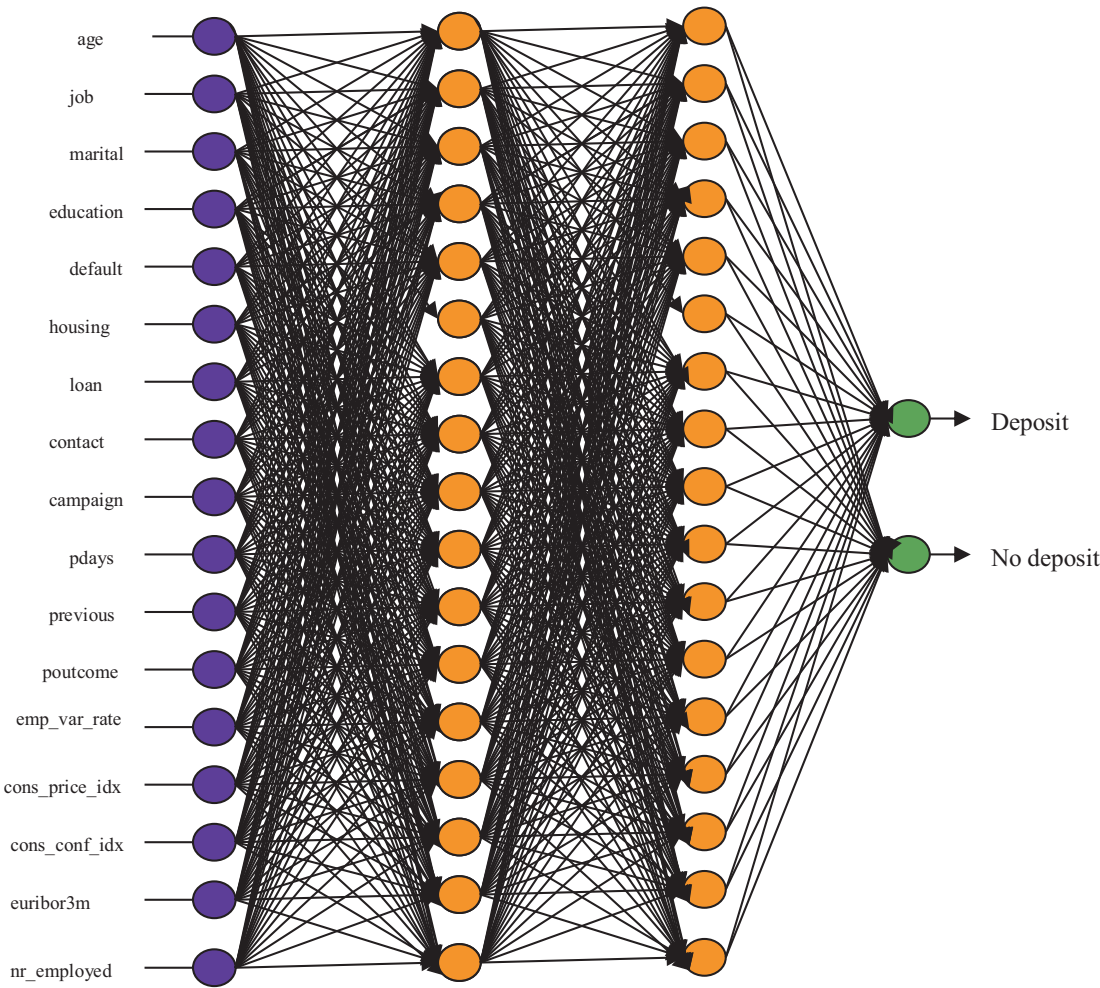 age
job
marital
education
default
housing
loan
contact
campaign
pdays
previous
poutcome
emp_var_rate
cons_price_idx
cons_conf_idx
euribor3m
nr_employed
Deposit
No deposit